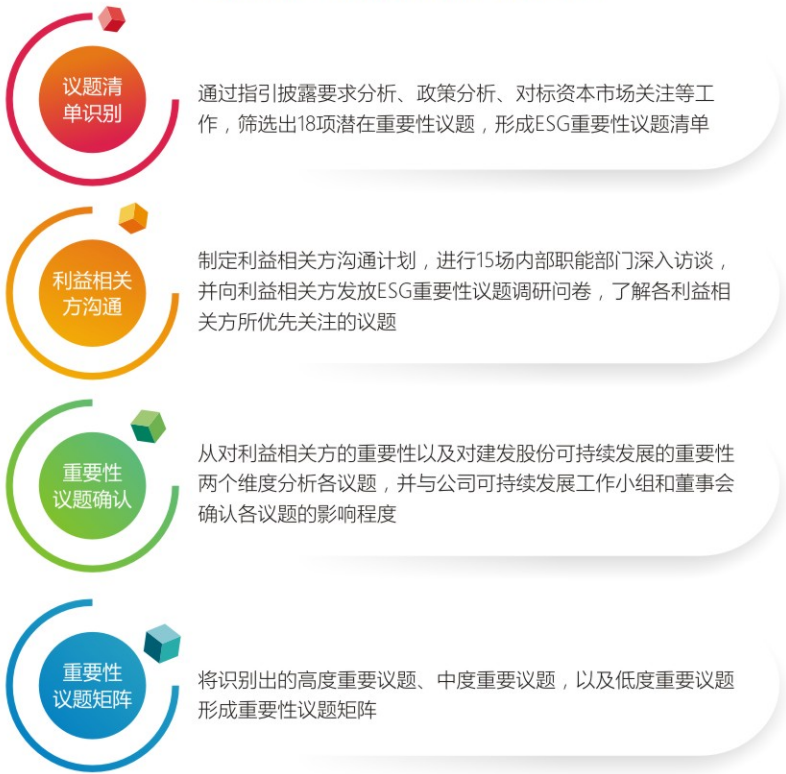 议题清
单识别
通过指引披露要求分析、政策分析、对标资本市场关注等工
作，筛选出18项潜在重要性议题，形成ESG重要性议题清单
利益相关
方沟通
制定利益相关方沟通计划，进行15场内部职能部门深入访谈，
并向利益相关方发放ESG重要性议题调研问卷，了解各利益相
关方所优先关注的议题
重要性
议题确认
从对利益相关方的重要性以及对建发股份可持续发展的重要性
两个维度分析各议题，并与公司可持续发展工作小组和董事会
确认各议题的影响程度
重要性
议题矩阵
将识别出的高度重要议题、中度重要议题，以及低度重要议题
形成重要性议题矩阵